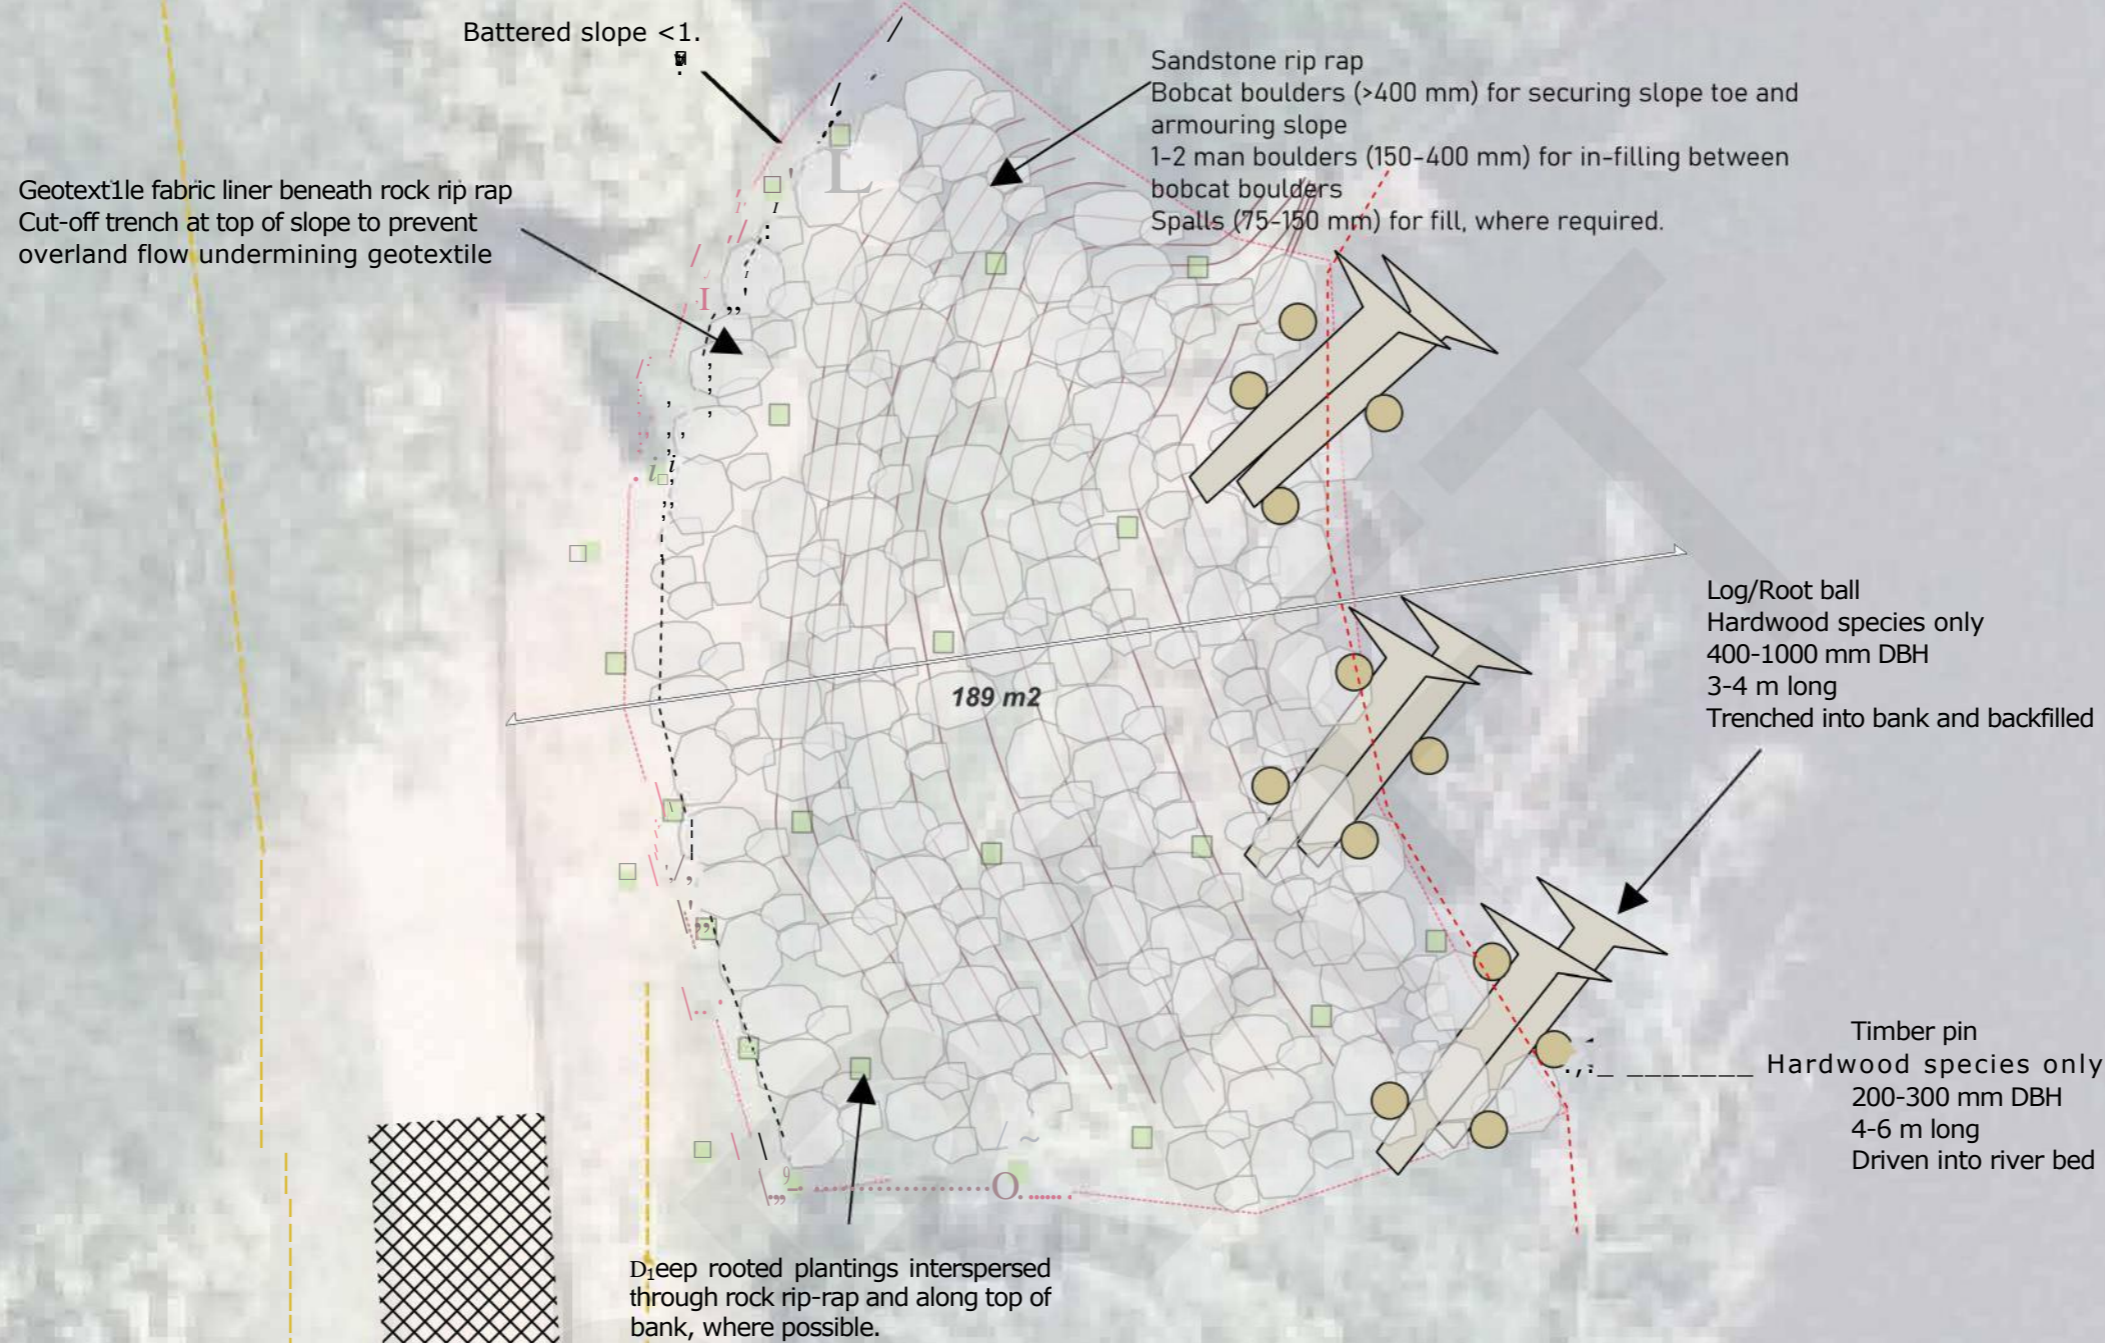 Battered slope <1.
Sandstone rip rap
Bobcat boulders (>400 mm) for securing slope toe and
armouring slope
1-2 man boulders (150-400 mm) for in-filling between
bobcat boulders
Spalls (75-150 mm) for fill, where required.
Geotext1le fabric liner beneath rock rip rap
Cut-off trench at top of slope to prevent
overland flow undermining geotextile
189 m2
Log/Root ball
Hardwood species only
400-1000 mm DBH
3-4 m long
Trenched into bank and backfilled
Timber pin
Hardwood species only
200-300 mm DBH
4-6 m long
Driven into river bed
D1eep rooted plantings interspersed
through rock rip-rap and along top of
bank, where possible.